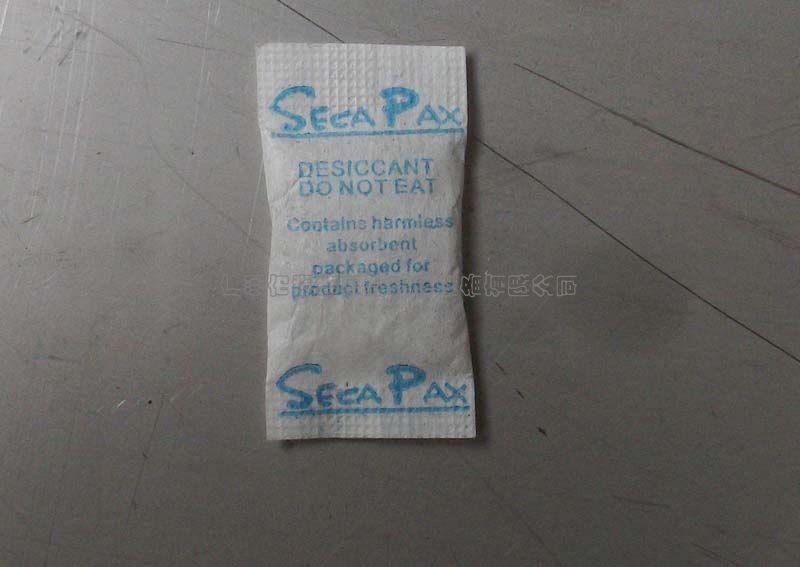 SECA PAX
DESICCANT
DO NOT EAT
Contains harmless
absorbent
packaged for
product freshness
SECA PAX